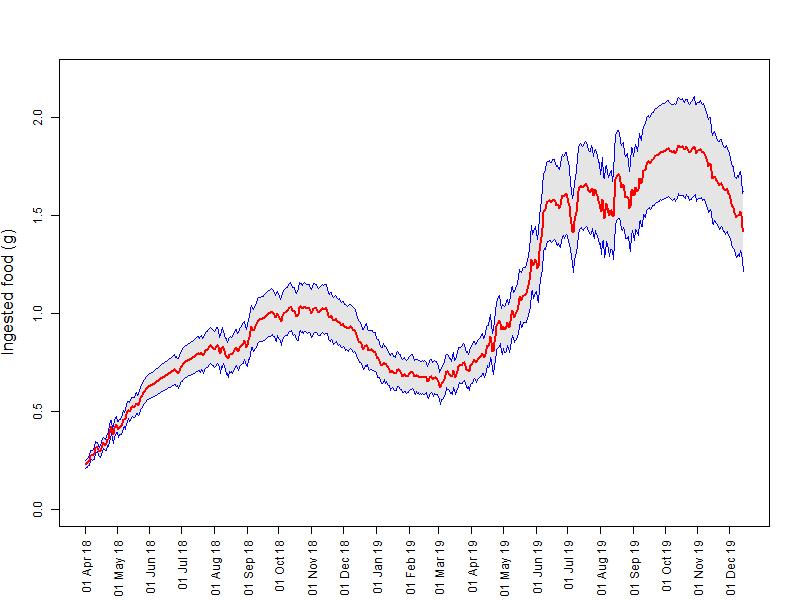 Ingested food (g)
2.0
1.5
1.0
0.5
0.0
01 Apr 18
01 May 18
01 Jun 18
01 Jul 18
01 Aug 18
01 Sep 18
01 Oct 18
01 Nov 18
01 Dec 18
01 Jan 19
01 Feb 19
01 Mar 19
01 Apr 19
01 May 19
01 Jun 19
01 Jul 19
01 Aug 19
01 Sep 19
01 Oct 19
01 Nov 19
01 Dec 19